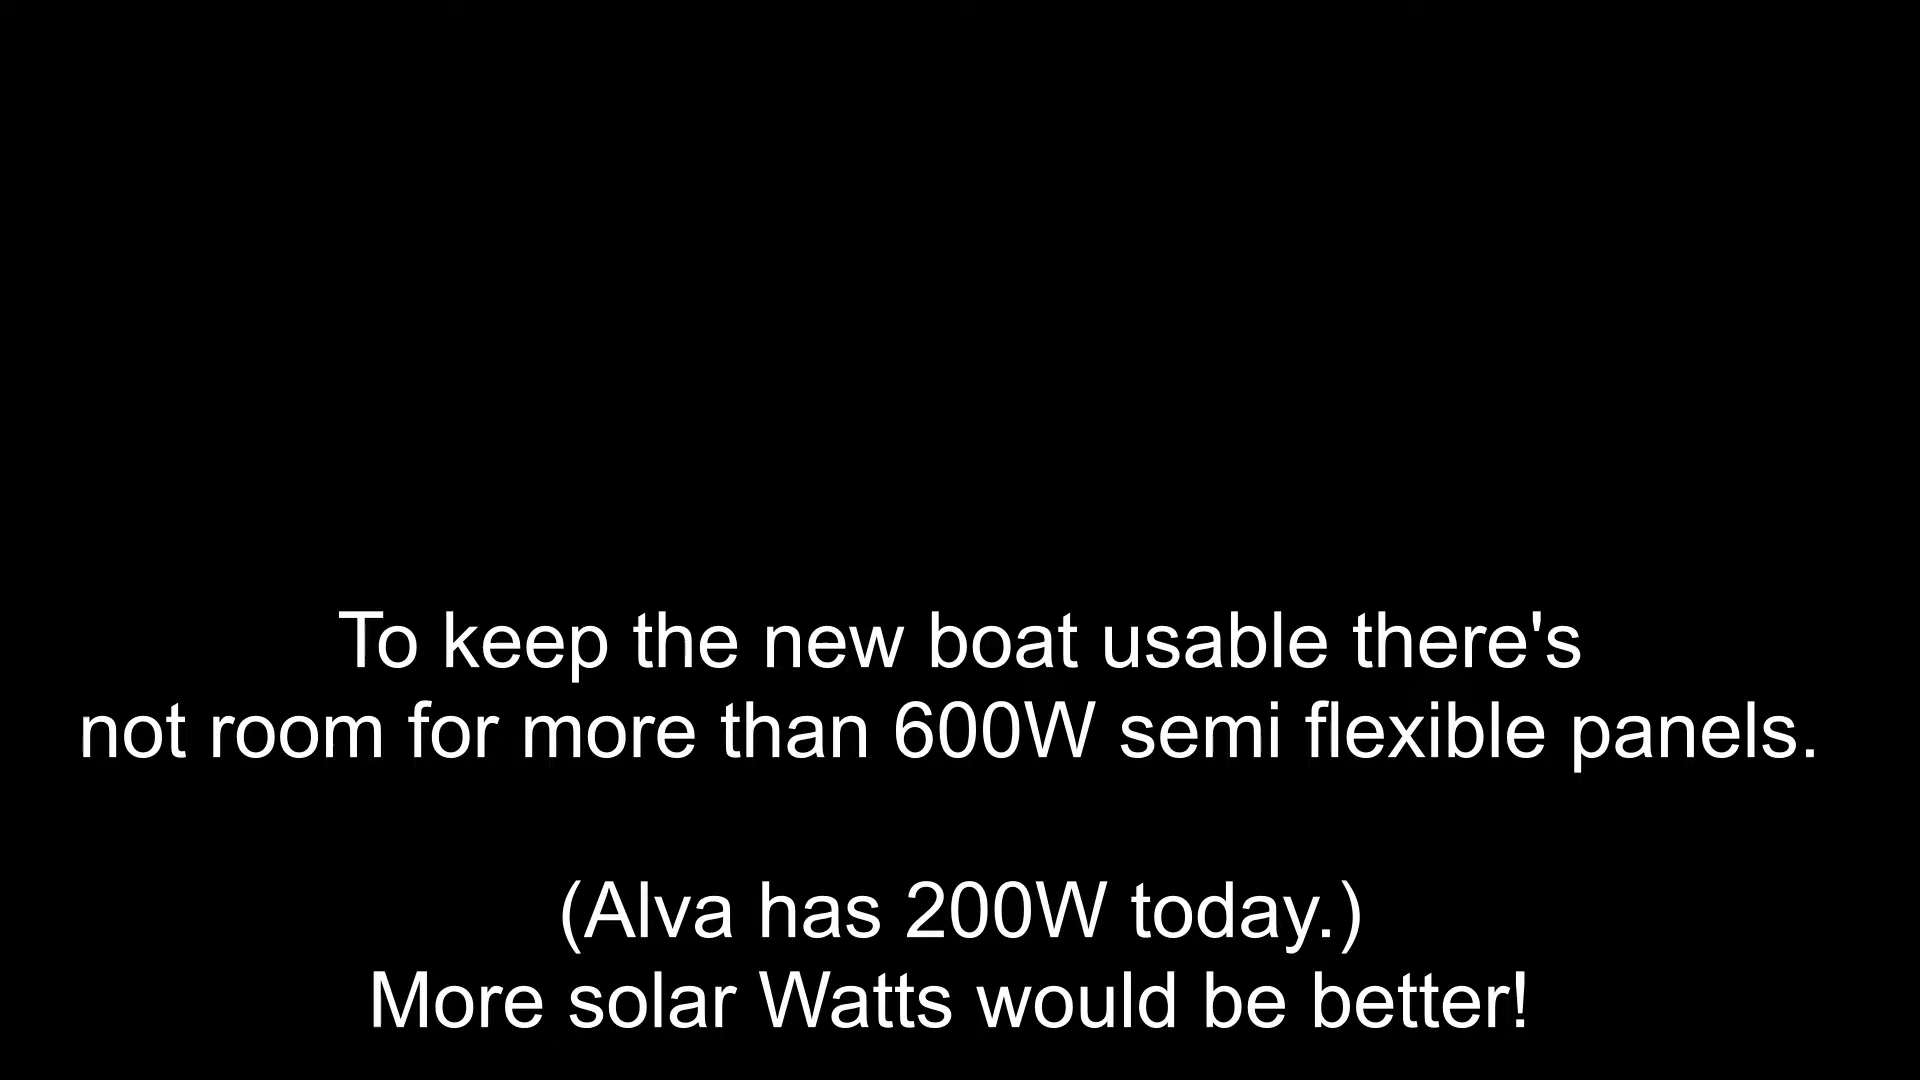 To keep the new boat usable there's
not room for more than 600W semi flexible panels.
(Alva has 200W today.)
More solar Watts would be better!